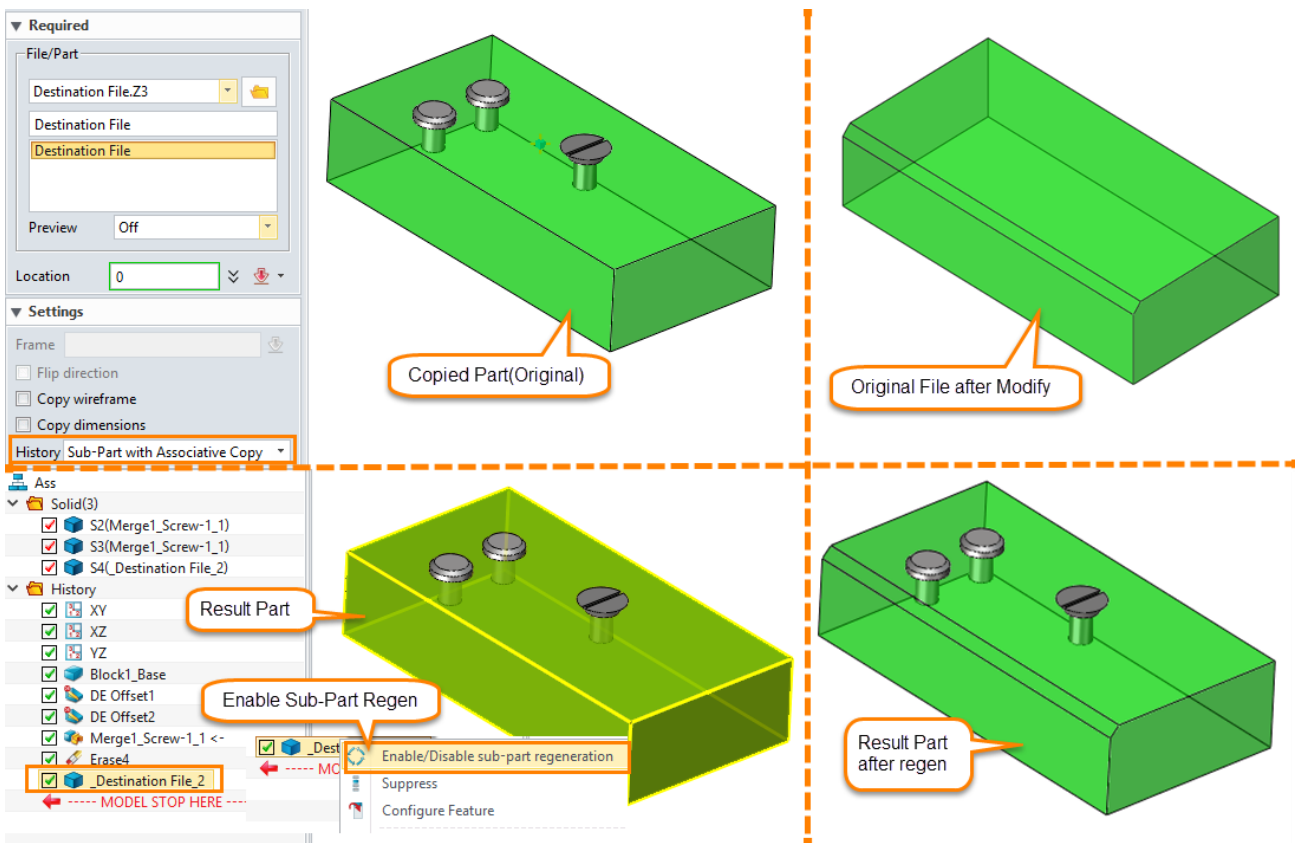 Required
File/Part
Destination File.Z3
Destination File
Destination File
Preview Off
Location 0
Settings
Frame
Flip direction
Copy wireframe
Copy dimensions
History Sub-Part with Associative Copy
Copied Part(Original)
Original File after Modify
Ass
Solid(3)
S2(Merge1_Screw-1_1)
S3(Merge1_Screw-1_1)
S4(_Destination File_2)
History
XY
XZ
YZ
Block1_Base
DE Offset1
DE Offset2
Merge1_Screw-1_1 <-
Erase4
_Destination File_2
----- MODEL STOP HERE ----
Result Part
Enable Sub-Part Regen
_Dest
----- MO
Enable/Disable sub-part regeneration
Suppress
Configure Feature
Result Part
after regen